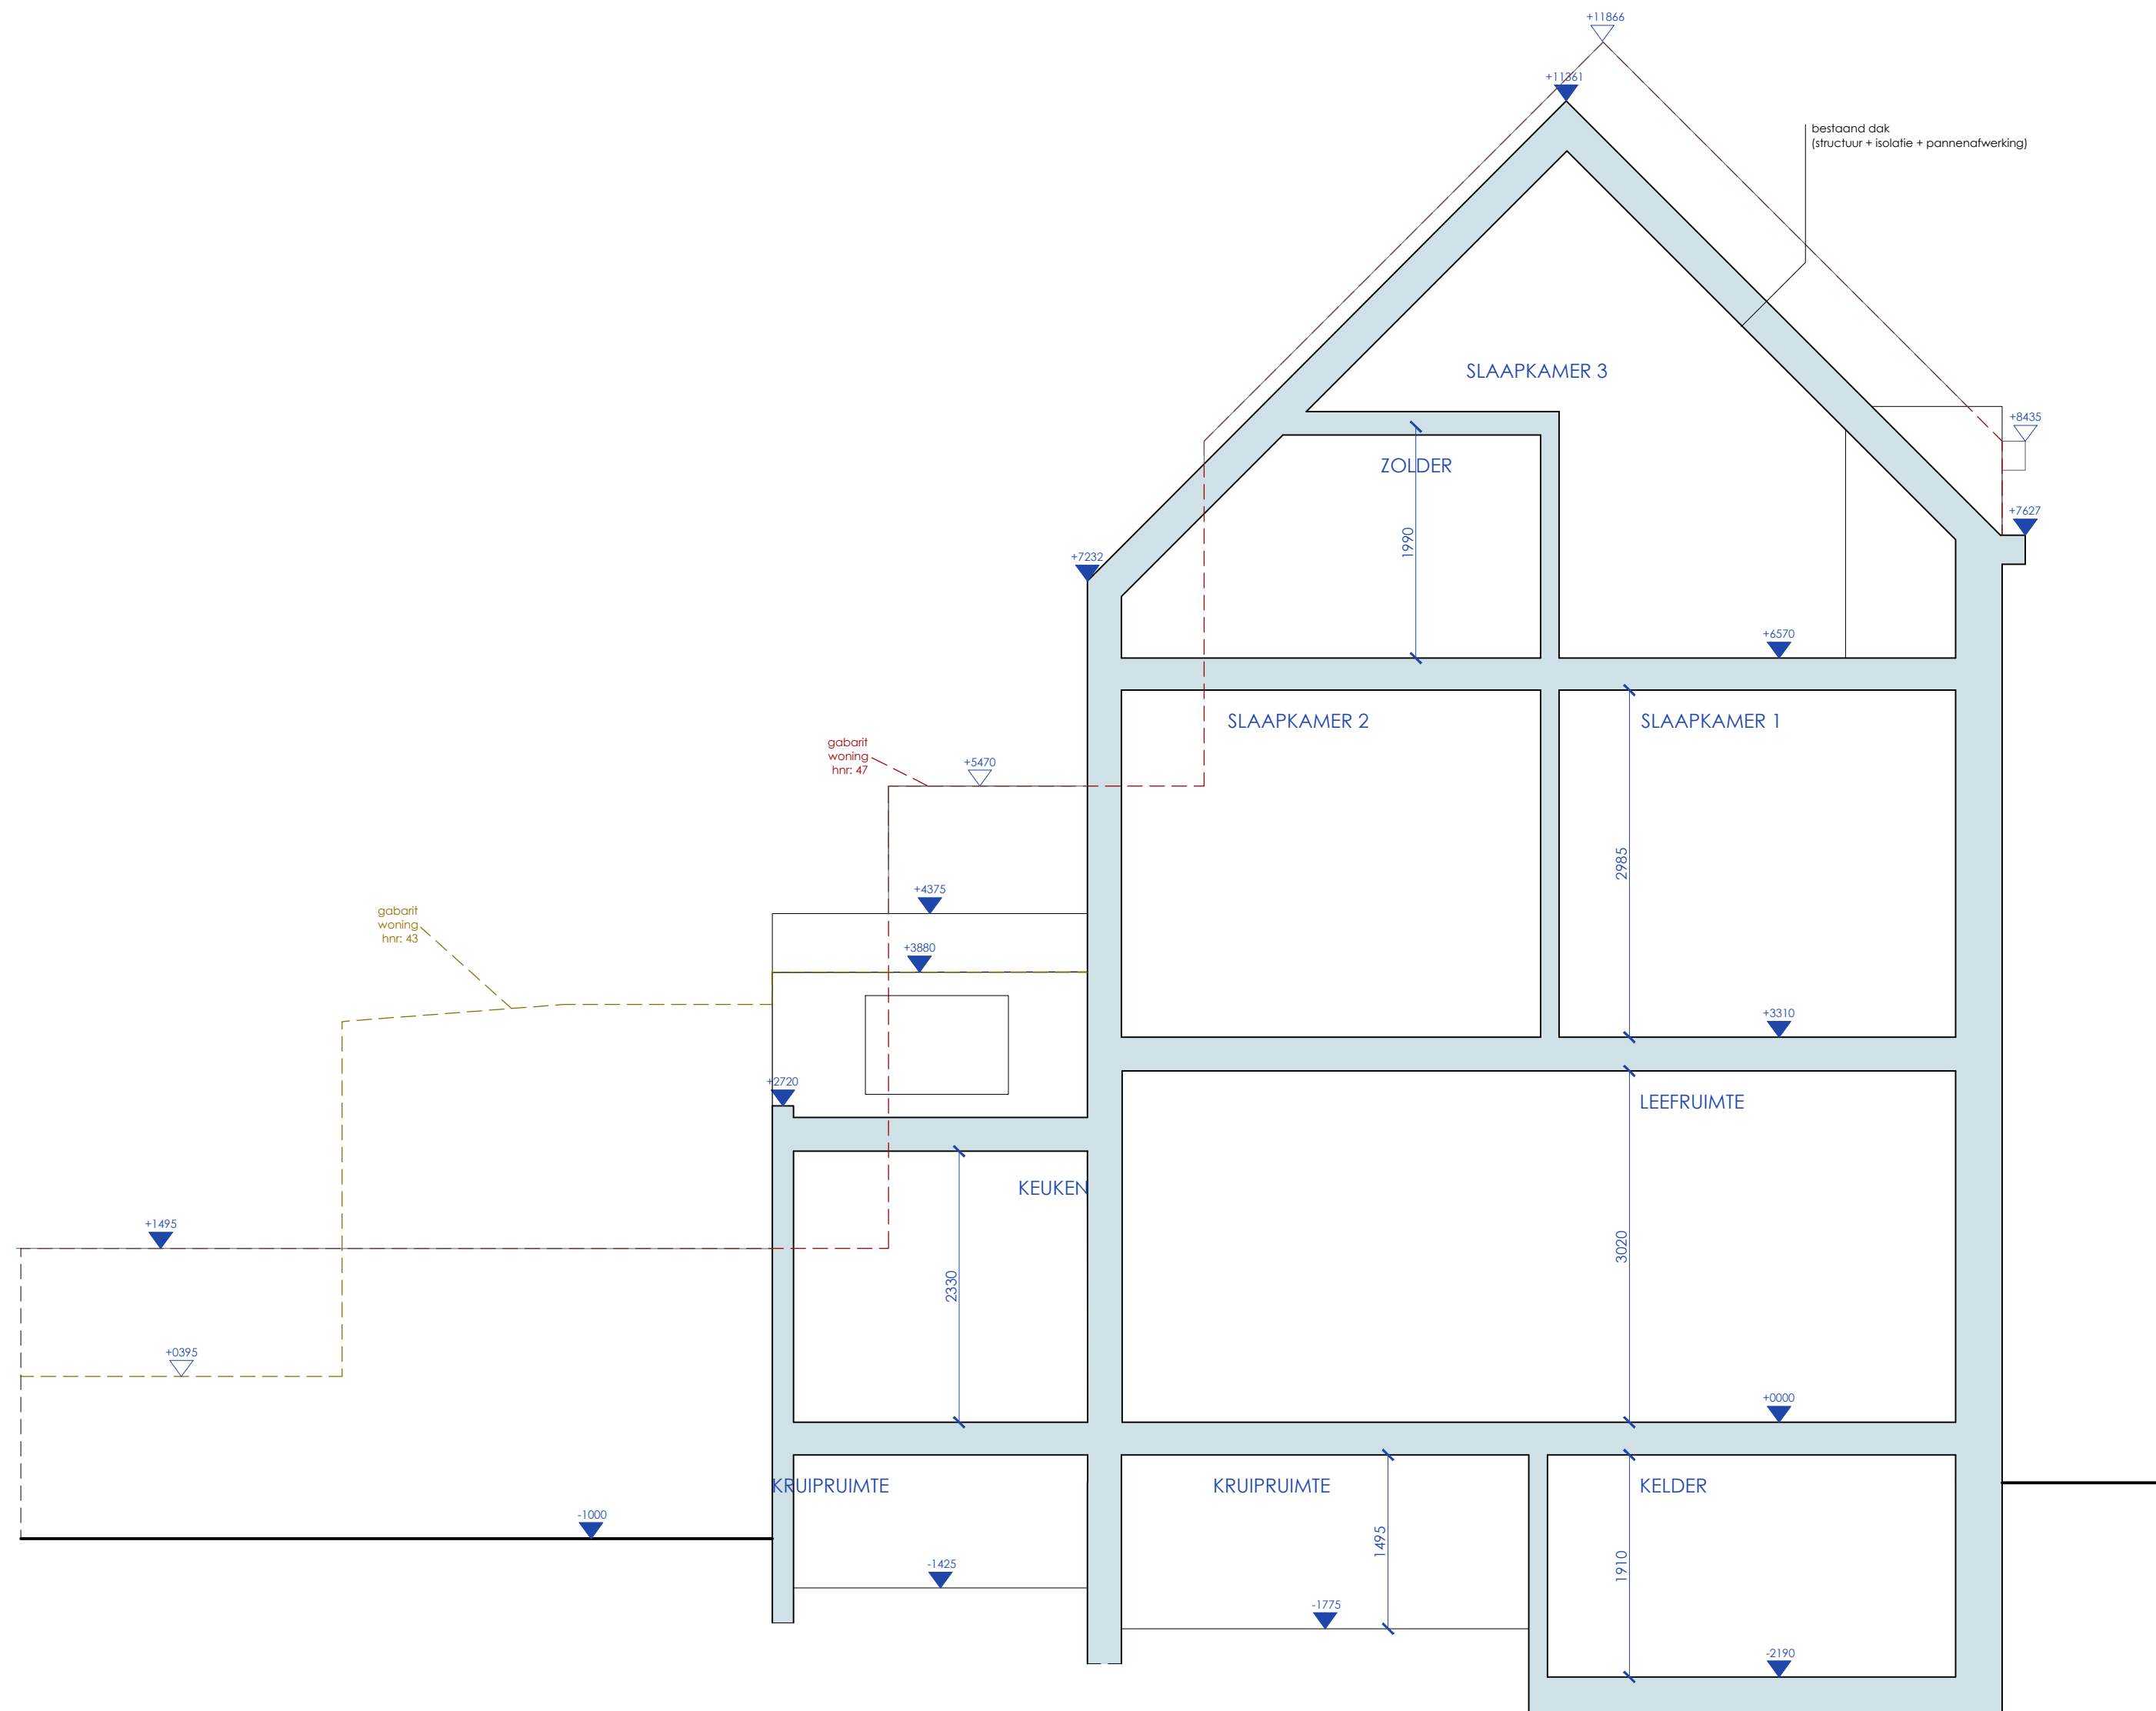 +11866
+11361
bestaand dak
(structuur + isolatie + pannenafwerking)
SLAAPKAMER 3
+8435
ZOLDER
+7627
1990
+7232
+6570
SLAAPKAMER 2
SLAAPKAMER 1
gabarit
woning
hnr: 47
+5470
2985
+4375
gabarit
woning
hnr: 43
+3880
+3310
+2720
LEEFRUIMTE
KEUKEN
+1495
3020
2330
+0395
+0000
KRUIPRUIMTE
KRUIPRUIMTE
KELDER
-1000
1495
1910
-1425
-1775
-2190